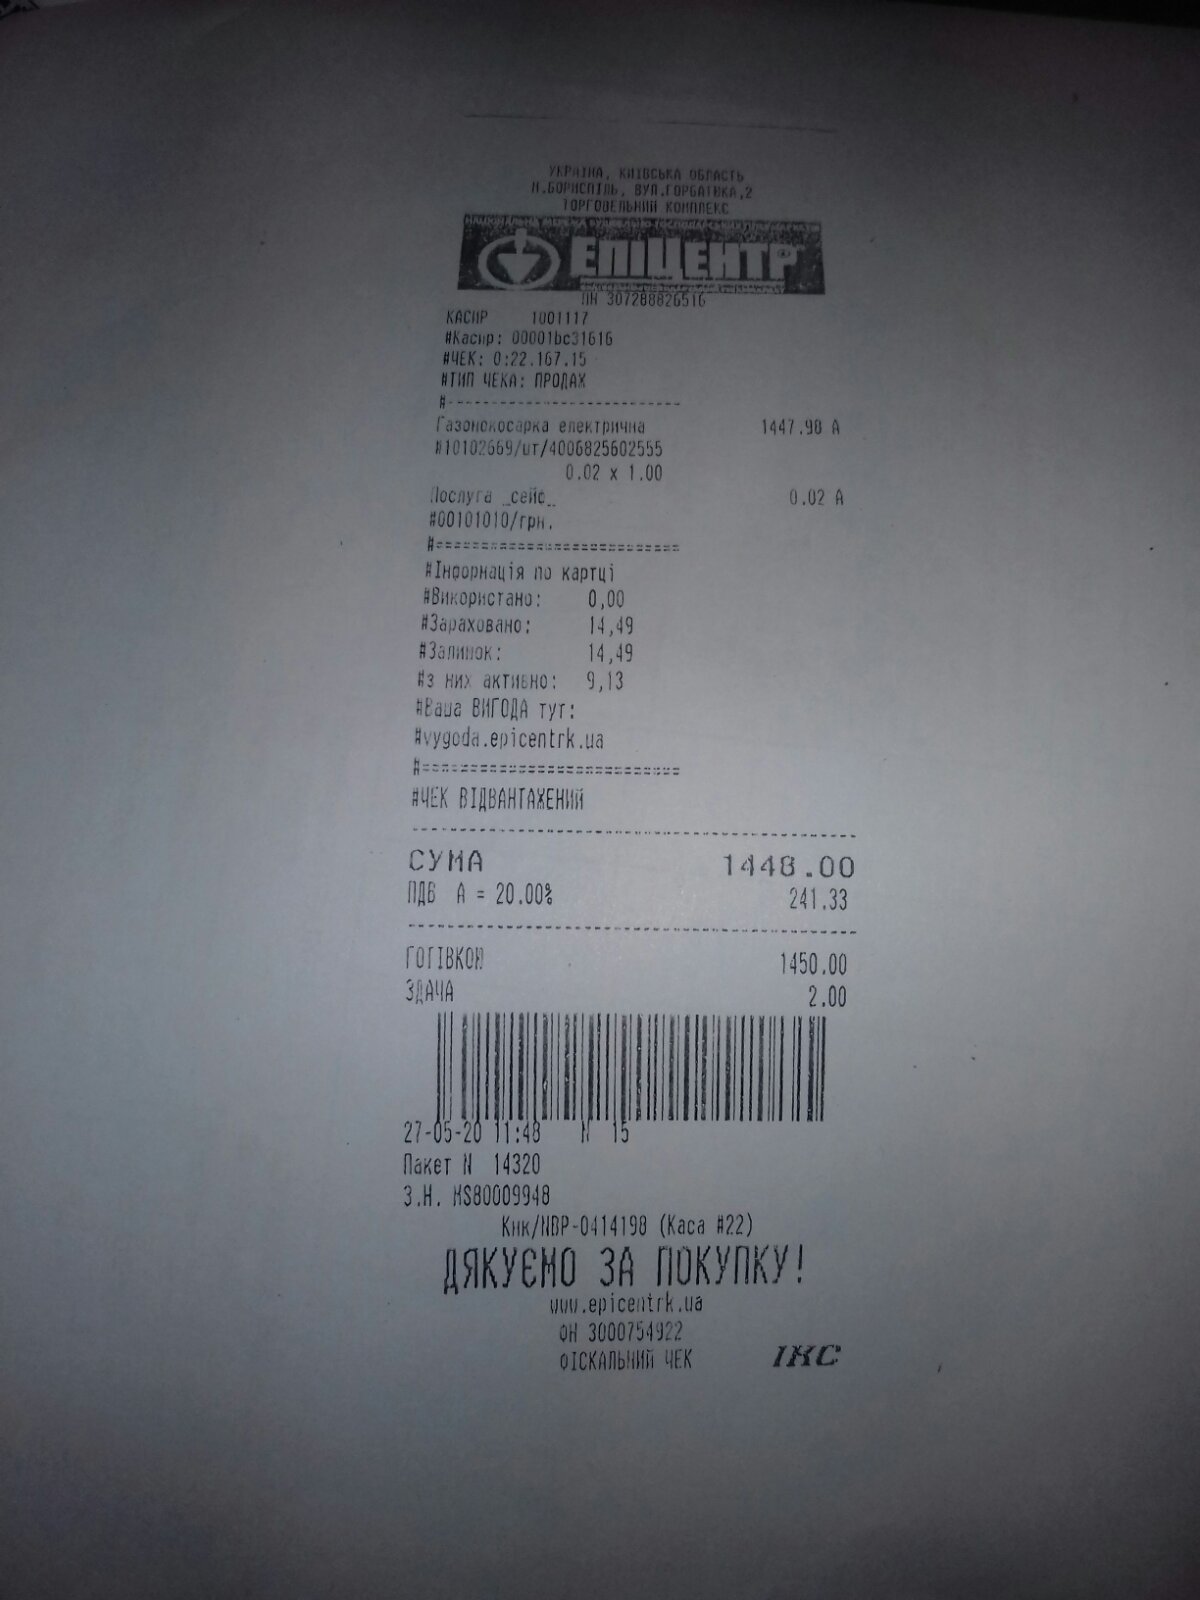 УКРАЇНА, КИЇВСЬКА ОБЛАСТЬ
М.БОРИСПІЛЬ, ВУЛ.ГОРБАТЮКА,2
ТОРГОВЕЛЬНИЙ КОМПЛЕКС
ЕПІЦЕНТР®
ПН 307288826516
КАСИР 1001117
#Касир: 00001bc31616
#ЧЕК: 0:22.167.15
#ТИП ЧЕКА: ПРОДАЖ
#--------------------------
Газонокосарка електрична 1447.98 А
#10102669/шт/4006825602555
0.02 x 1.00
Послуга _сейф_ 0.02 А
#00101010/грн.
#==========================
#Інформація по картці
#Використано: 0,00
#Зараховано: 14,49
#Залишок: 14,49
#з них активно: 9,13
#Ваша ВИГОДА тут:
#vygoda.epicentrk.ua
#==========================
#ЧЕК ВІДВАНТАЖЕНИЙ
СУМА 1448.00
ПДВ А = 20.00% 241.33
ГОТІВКОЮ 1450.00
ЗДАЧА 2.00
27-05-20 11:48 N 15
Пакет N 14320
З.Н. MS80009948
Кнк/NBP-0414198 (Каса #22)
ДЯКУЄМО ЗА ПОКУПКУ!
www.epicentrk.ua
ФН 3000754922
ФІСКАЛЬНИЙ ЧЕК ІКС